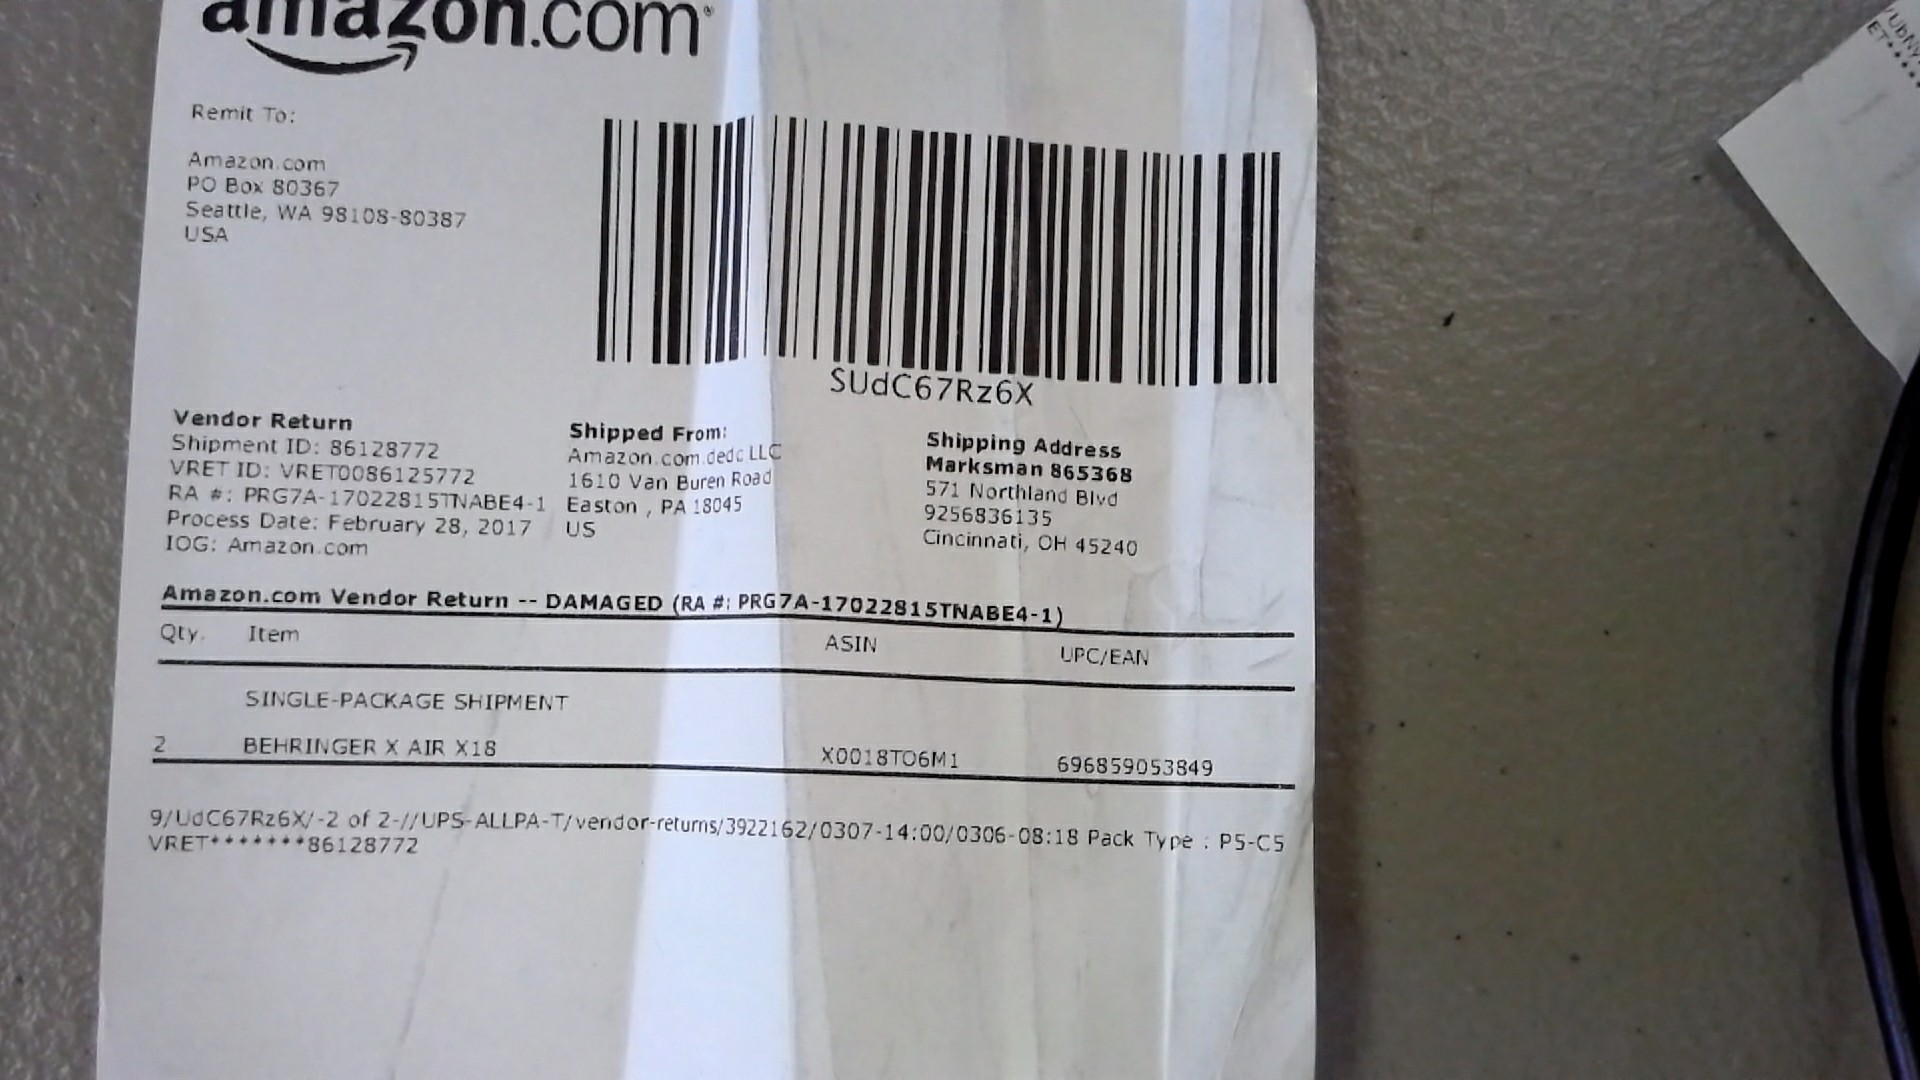 amazon.com
Remit To:
Amazon.com
PO Box 80367
Seattle, WA 98108-80387
USA
SUdC67Rz6X
Vendor Return
Shipment ID: 86128772
VRET ID: VRET0086125772
RA #: PRG7A-17022815TNABE4-1
Process Date: February 28, 2017
IOG: Amazon.com
Shipped From:
Amazon.com.dedc LLC
1610 Van Buren Road
Easton , PA 18045
US
Shipping Address
Marksman 865368
571 Northland Blvd
9256836135
Cincinnati, OH 45240
Amazon.com Vendor Return -- DAMAGED (RA #: PRG7A-17022815TNABE4-1)
Qty. Item ASIN UPC/EAN
SINGLE-PACKAGE SHIPMENT
2 BEHRINGER X AIR X18 X0018TO6M1 696859053849
9/UdC67Rz6X/-2 of 2-//UPS-ALLPA-T/vendor-returns/3922162/0307-14:00/0306-08:18 Pack Type : P5-C5
VRET*******86128772